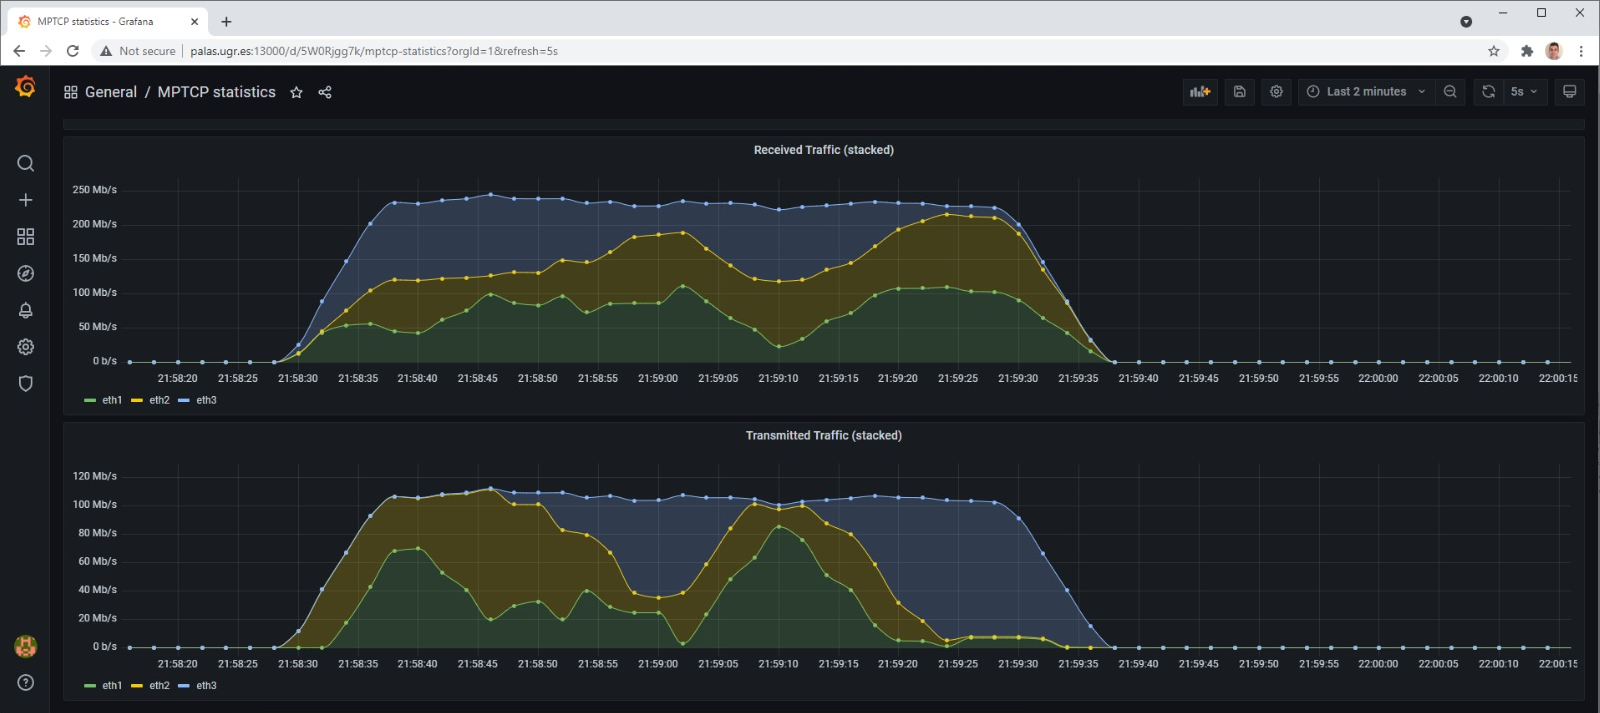 MPTCP statistics - Grafana
Not secure palas.ugr.es:13000/d/5W0Rjgg7k/mptcp-statistics?orgId=1&refresh=5s
General / MPTCP statistics
Last 2 minutes
5s
Received Traffic (stacked)
250 Mb/s
200 Mb/s
150 Mb/s
100 Mb/s
50 Mb/s
0 b/s
21:58:20 21:58:25 21:58:30 21:58:35 21:58:40 21:58:45 21:58:50 21:58:55 21:59:00 21:59:05 21:59:10 21:59:15 21:59:20 21:59:25 21:59:30 21:59:35 21:59:40 21:59:45 21:59:50 21:59:55 22:00:00 22:00:05 22:00:10 22:00:15
eth1 eth2 eth3
Transmitted Traffic (stacked)
120 Mb/s
100 Mb/s
80 Mb/s
60 Mb/s
40 Mb/s
20 Mb/s
0 b/s
21:58:20 21:58:25 21:58:30 21:58:35 21:58:40 21:58:45 21:58:50 21:58:55 21:59:00 21:59:05 21:59:10 21:59:15 21:59:20 21:59:25 21:59:30 21:59:35 21:59:40 21:59:45 21:59:50 21:59:55 22:00:00 22:00:05 22:00:10 22:00:15
eth1 eth2 eth3